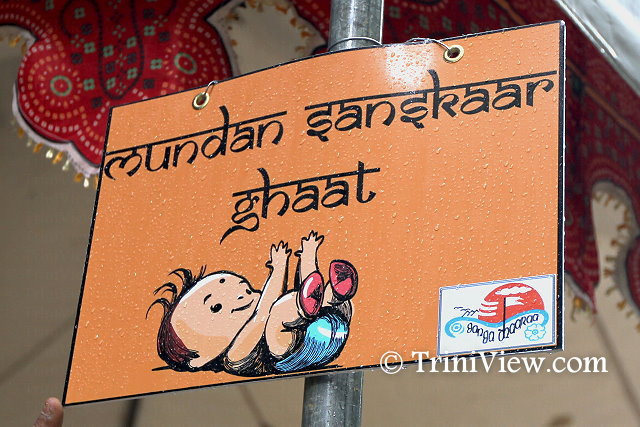 mundan sanskaar
ghaat
ganga dhaaraa
© TriniView.com